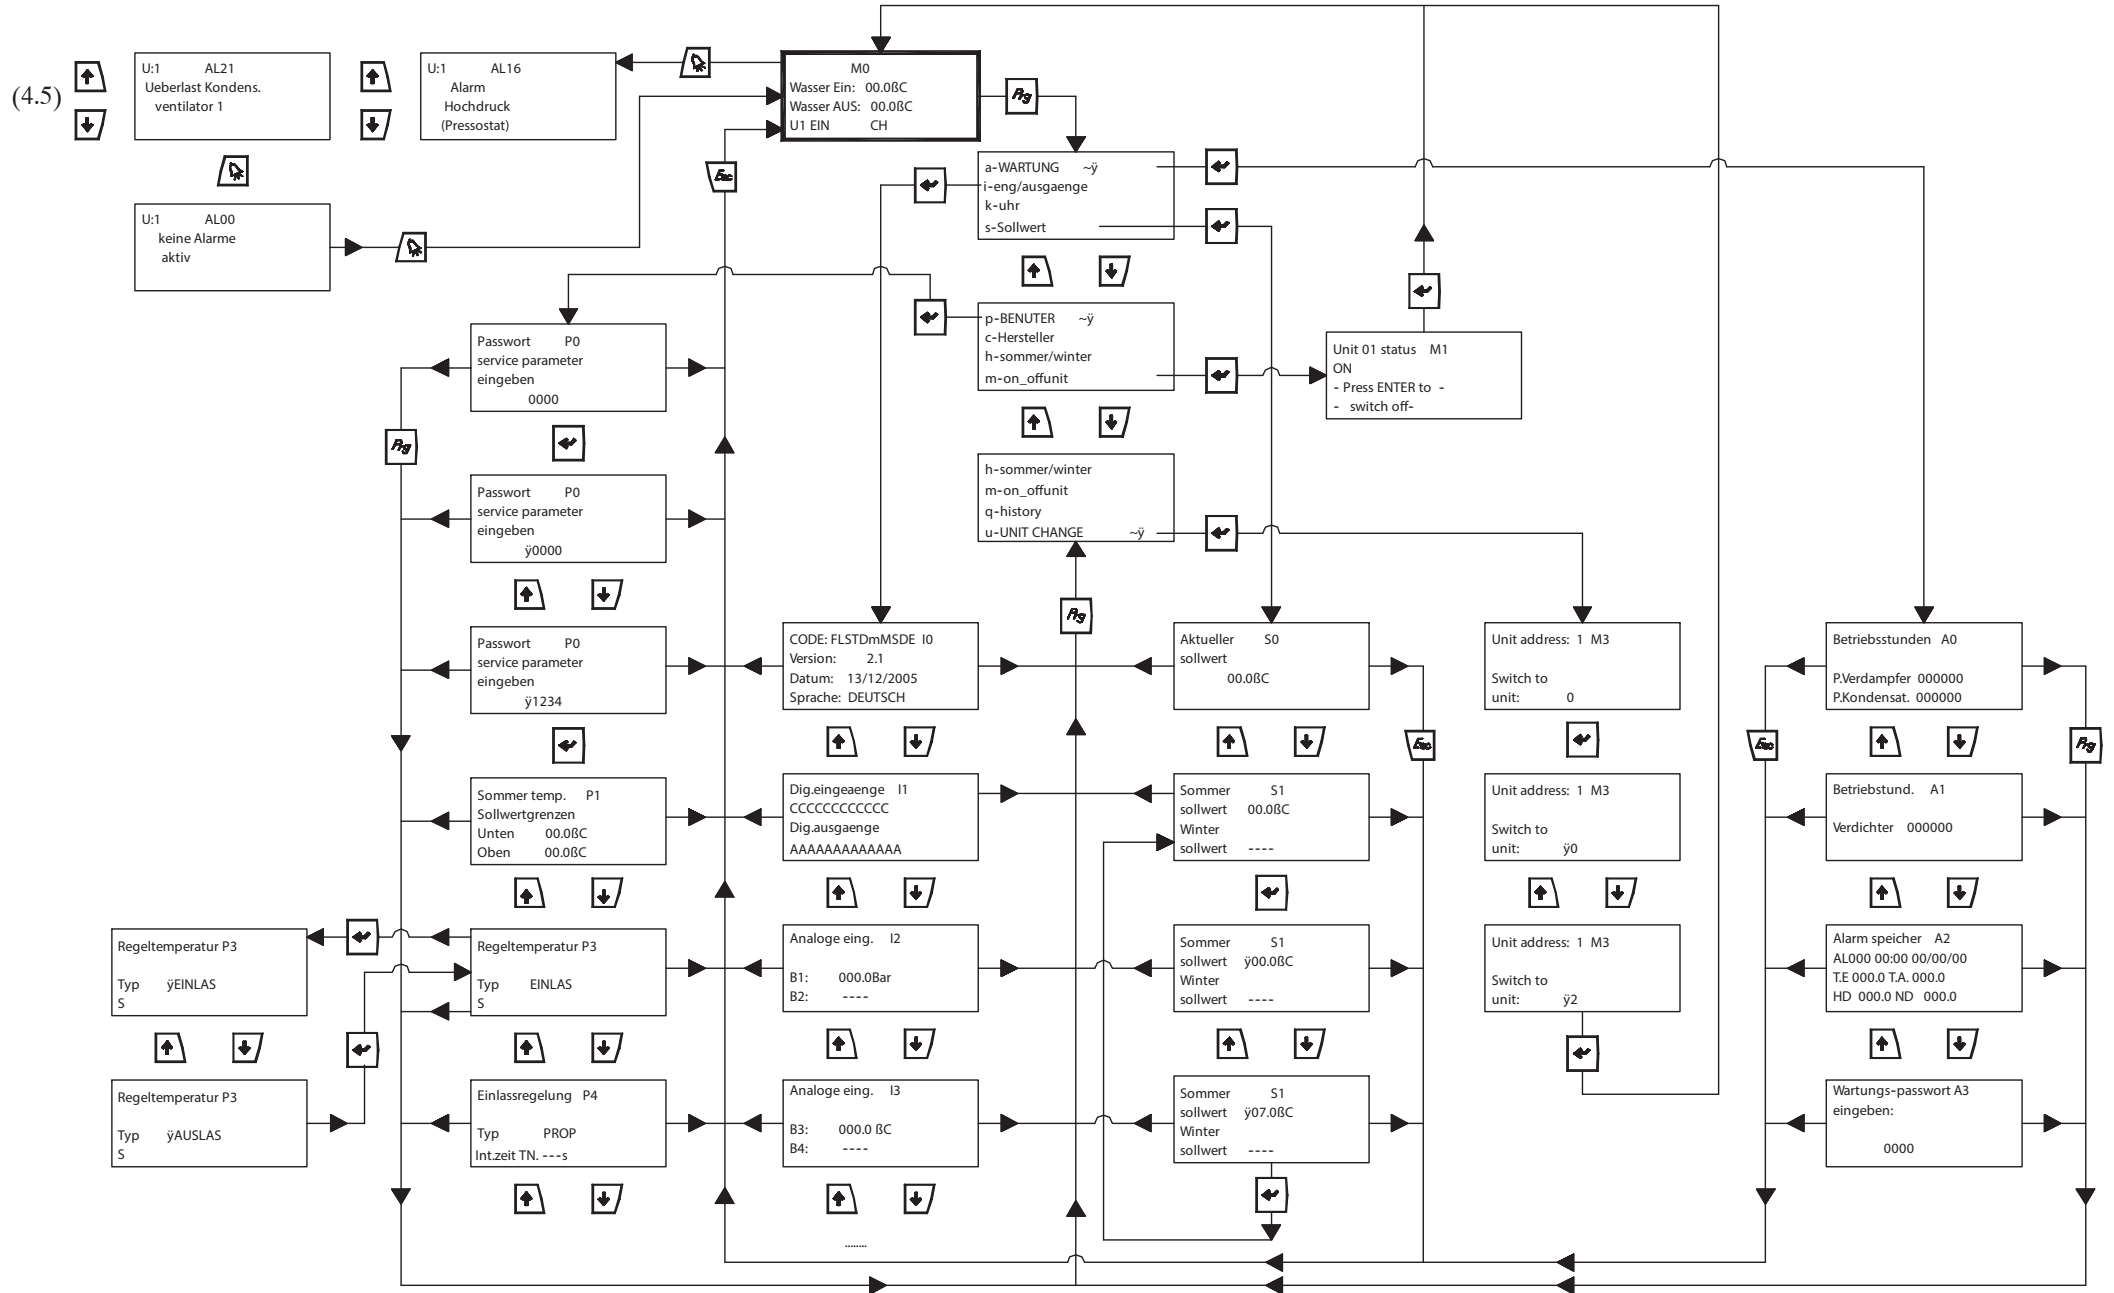 (4.5)
U:1 AL21
Ueberlast Kondens.
ventilator 1
U:1 AL16
Alarm
Hochdruck
(Pressostat)
M0
Wasser Ein: 00.0ßC
Wasser AUS: 00.0ßC
U1 EIN CH
Prg
U:1 AL00
keine Alarme
aktiv
Esc
a-WARTUNG ~ÿ
i-eng/ausgaenge
k-uhr
s-Sollwert
p-BENUTER ~ÿ
c-Hersteller
h-sommer/winter
m-on_offunit
Unit 01 status M1
ON
- Press ENTER to -
- switch off-
h-sommer/winter
m-on_offunit
q-history
u-UNIT CHANGE ~ÿ
Prg
Passwort P0
service parameter
eingeben
0000
Prg
Passwort P0
service parameter
eingeben
ÿ0000
Passwort P0
service parameter
eingeben
ÿ1234
CODE: FLSTDmMSDE I0
Version: 2.1
Datum: 13/12/2005
Sprache: DEUTSCH
Aktueller S0
sollwert
00.0ßC
Unit address: 1 M3
Switch to
unit: 0
Betriebsstunden A0
P.Verdampfer 000000
P.Kondensat. 000000
Esc
Esc
Prg
Sommer temp. P1
Sollwertgrenzen
Unten 00.0ßC
Oben 00.0ßC
Dig.eingeaenge I1
CCCCCCCCCCCC
Dig.ausgaenge
AAAAAAAAAAAAA
Sommer S1
sollwert 00.0ßC
Winter
sollwert ----
Unit address: 1 M3
Switch to
unit: ÿ0
Betriebstund. A1
Verdichter 000000
Regeltemperatur P3
Typ ÿEINLAS
S
Regeltemperatur P3
Typ EINLAS
S
Analoge eing. I2
B1: 000.0Bar
B2: ----
Sommer S1
sollwert ÿ00.0ßC
Winter
sollwert ----
Unit address: 1 M3
Switch to
unit: ÿ2
Alarm speicher A2
AL000 00:00 00/00/00
T.E 000.0 T.A. 000.0
HD 000.0 ND 000.0
Regeltemperatur P3
Typ ÿAUSLAS
S
Einlassregelung P4
Typ PROP
Int.zeit TN. ---s
Analoge eing. I3
B3: 000.0 ßC
B4: ----
Sommer S1
sollwert ÿ07.0ßC
Winter
sollwert ----
Wartungs-passwort A3
eingeben:
0000
........